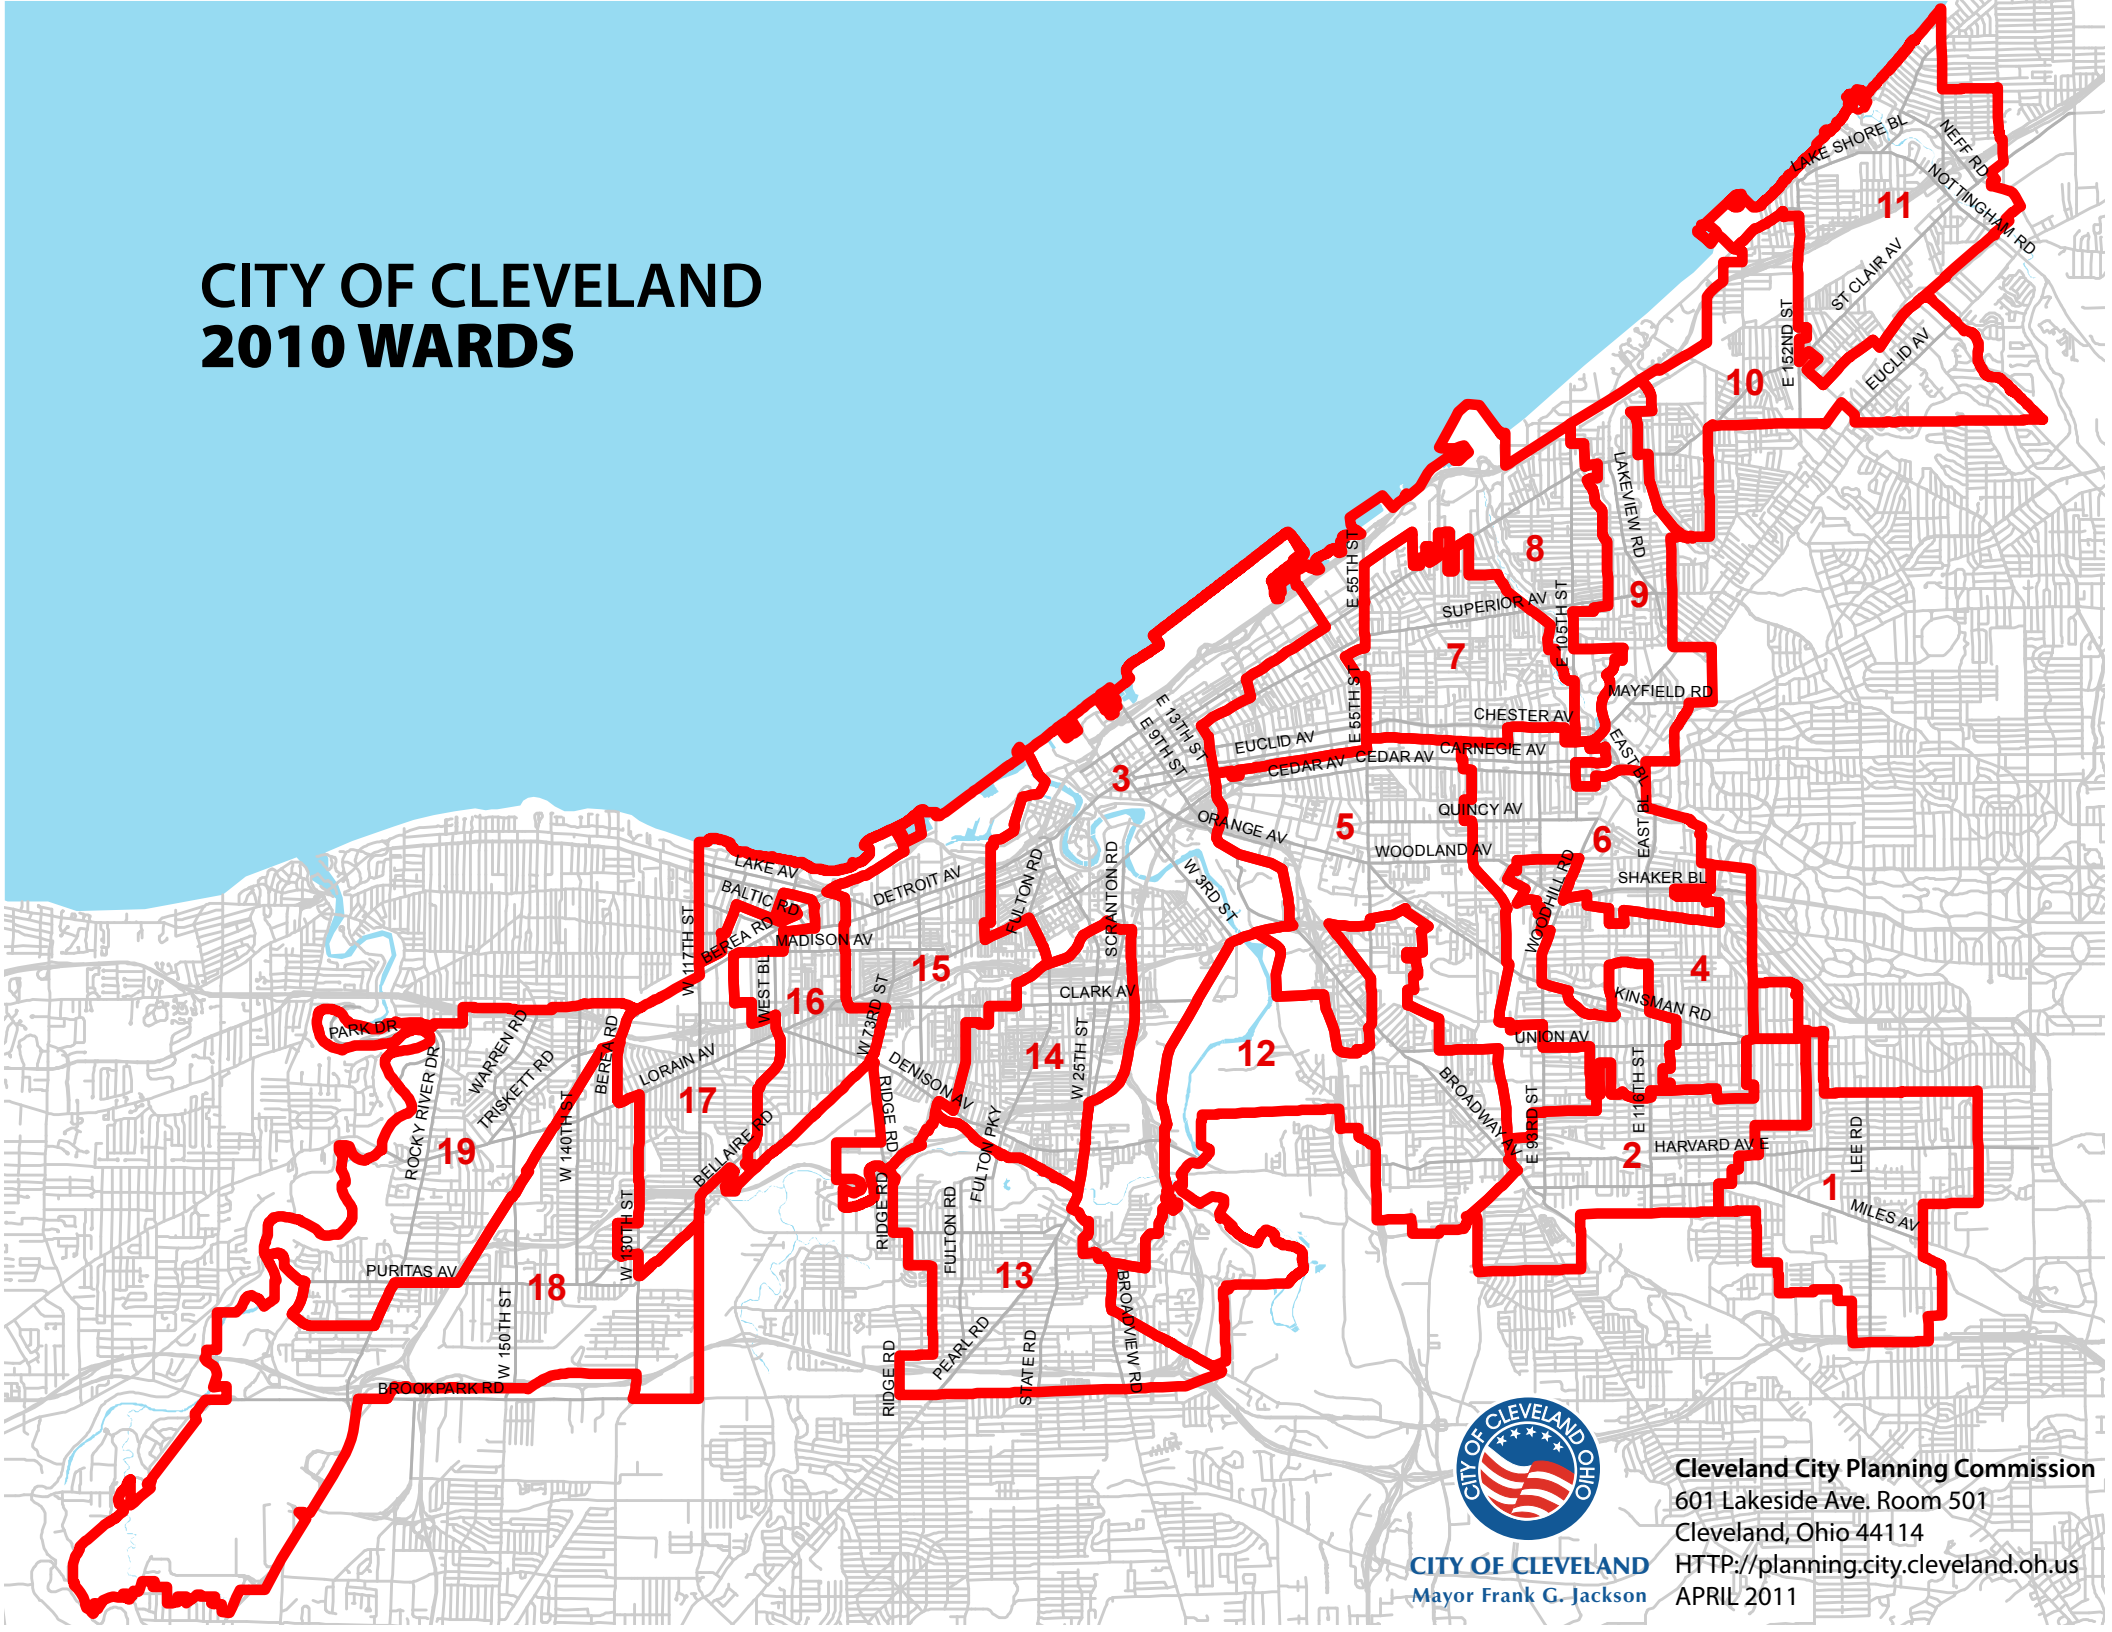 CITY OF CLEVELAND
2010 WARDS
LAKE SHORE BL
NEFF RD
NOTTINGHAM RD
11
ST CLAIR AV
E 152ND ST
EUCLID AV
10
LAKEVIEW RD
8
9
E 55TH ST
SUPERIOR AV
E 105TH ST
7
MAYFIELD RD
E 55TH ST
CHESTER AV
E 13TH ST
E 9TH ST
EUCLID AV
CEDAR AV
CEDAR AV
CARNEGIE AV
EAST BL
3
ORANGE AV
5
QUINCY AV
EAST BL
6
WOODLAND AV
WOODHILL RD
SHAKER BL
LAKE AV
BALTIC RD
DETROIT AV
FULTON RD
SCRANTON RD
W 3RD ST
W 117TH ST
BEREA RD
MADISON AV
WEST BL
15
16
4
CLARK AV
KINSMAN RD
PARK DR
WARREN RD
TRISKETT RD
ROCKY RIVER DR
BEREA RD
LORAIN AV
W 73RD ST
DENISON AV
14
W 25TH ST
12
UNION AV
BROADWAY AV
E 93RD ST
E 116TH ST
17
RIDGE RD
W 140TH ST
BELLAIRE RD
FULTON PKY
19
2
HARVARD AV E
LEE RD
1
MILES AV
W 130TH ST
RIDGE RD
FULTON RD
PURITAS AV
18
13
W 150TH ST
BROADVIEW RD
PEARL RD
STATE RD
RIDGE RD
BROOKPARK RD
CITY OF CLEVELAND OHIO
CITY OF CLEVELAND
Mayor Frank G. Jackson
Cleveland City Planning Commission
601 Lakeside Ave. Room 501
Cleveland, Ohio 44114
HTTP://planning.city.cleveland.oh.us
APRIL 2011